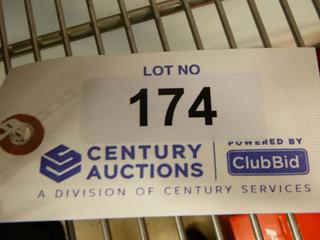 LOT NO
174
CENTURY
AUCTIONS
POWERED BY
ClubBid
A DIVISION OF CENTURY SERVICES